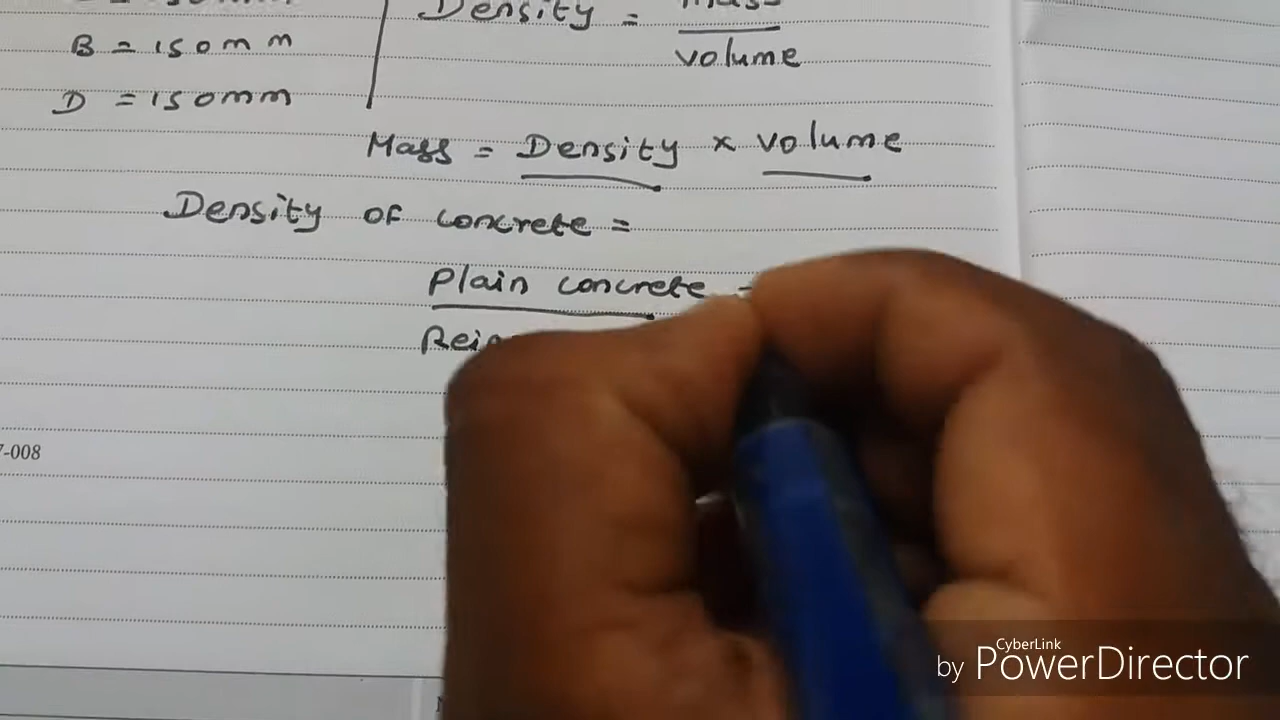 Density =
B = 150mm
volume
D = 150mm
Mass = Density × volume
Density of concrete =
Plain concrete -
7-008
CyberLink
by PowerDirector